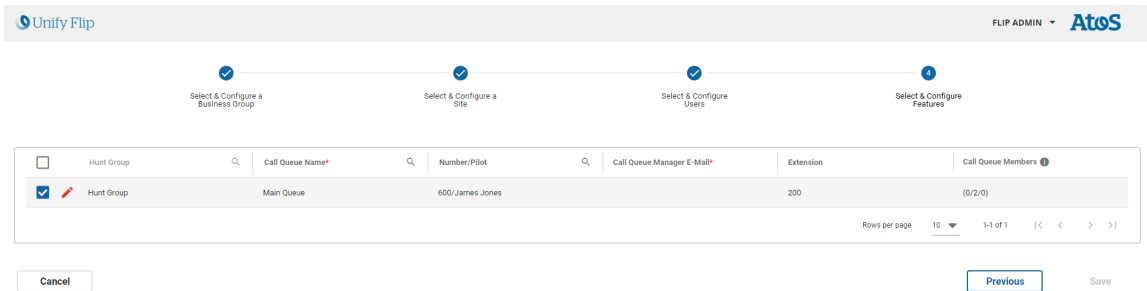 Unify Flip
FLIP ADMIN
Atos
4
Select & Configure a
Business Group
Select & Configure a
Site
Select & Configure
Users
Select & Configure
Features
Hunt Group
Call Queue Name*
Number/Pilot
Call Queue Manager E-Mail*
Extension
Call Queue Members
Hunt Group
Main Queue
600/James Jones
200
(0/2/0)
Rows per page
10
1-1 of 1
Cancel
Previous
Save